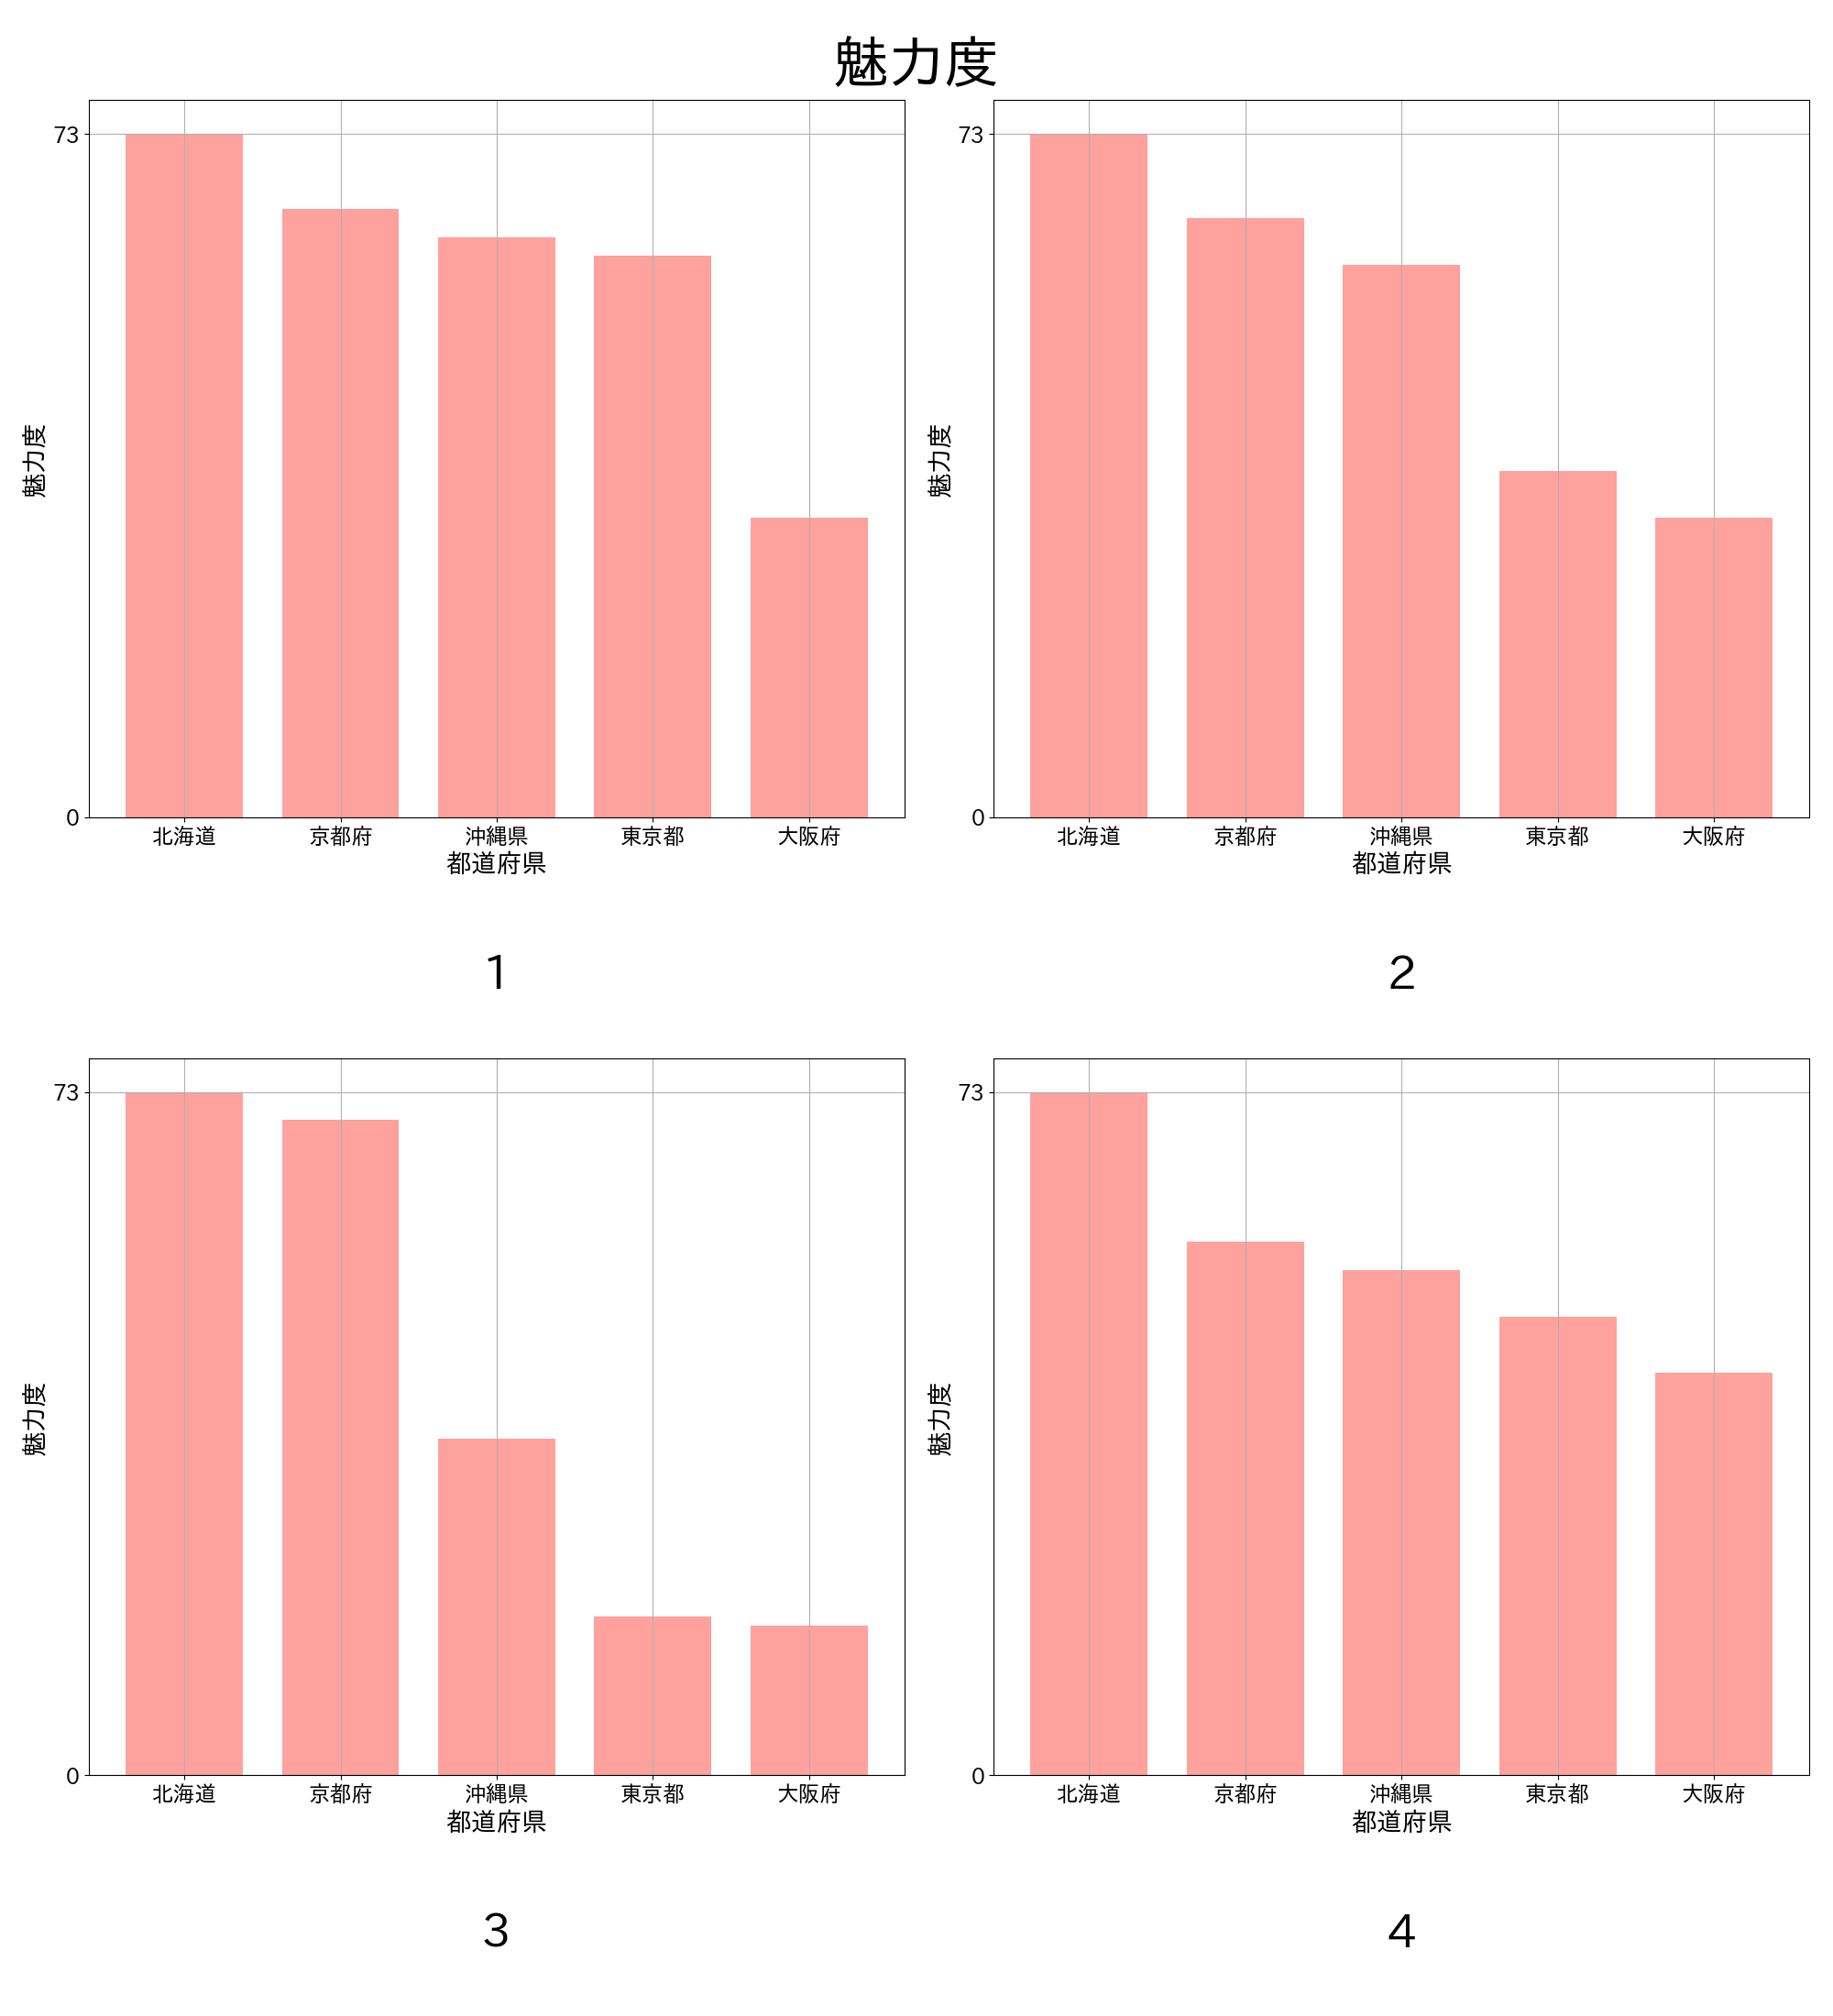 魅力度
73
0
魅力度
北海道 京都府 沖縄県 東京都 大阪府
都道府県
1
73
0
魅力度
北海道 京都府 沖縄県 東京都 大阪府
都道府県
2
73
0
魅力度
北海道 京都府 沖縄県 東京都 大阪府
都道府県
3
73
0
魅力度
北海道 京都府 沖縄県 東京都 大阪府
都道府県
4